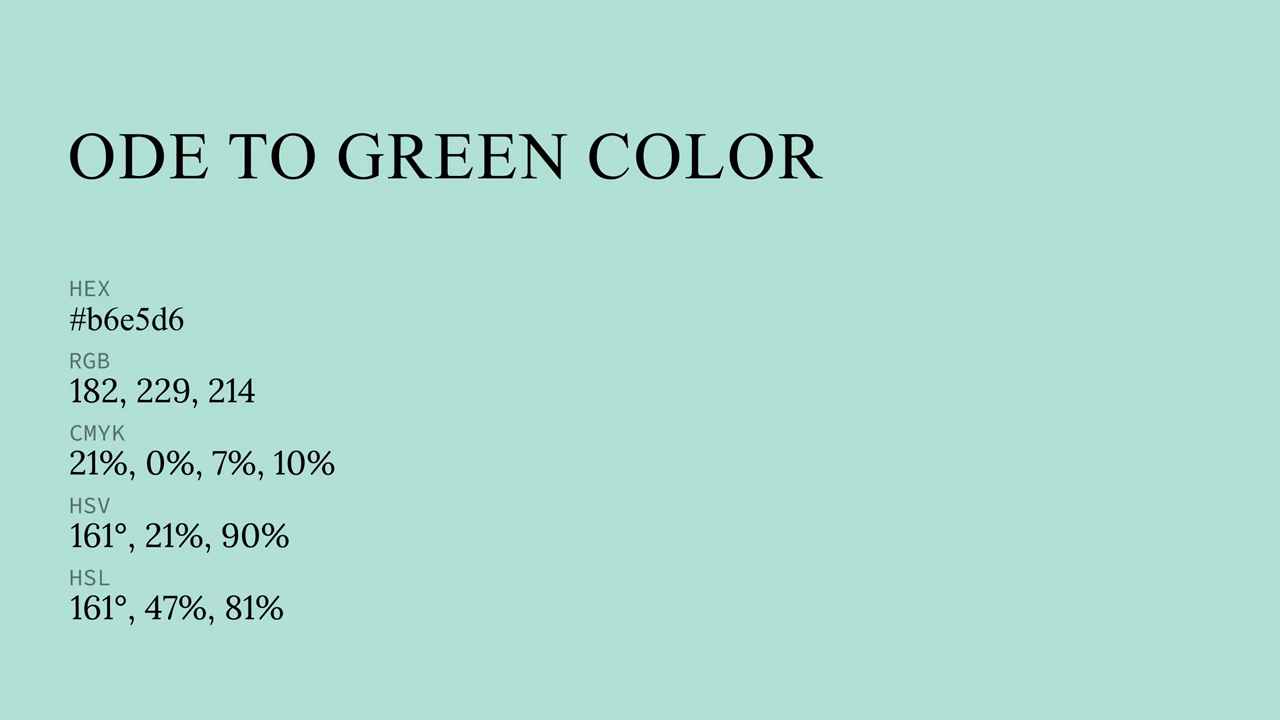 ODE TO GREEN COLOR
HEX
#b6e5d6
RGB
182, 229, 214
CMYK
21%, 0%, 7%, 10%
HSV
161°, 21%, 90%
HSL
161°, 47%, 81%